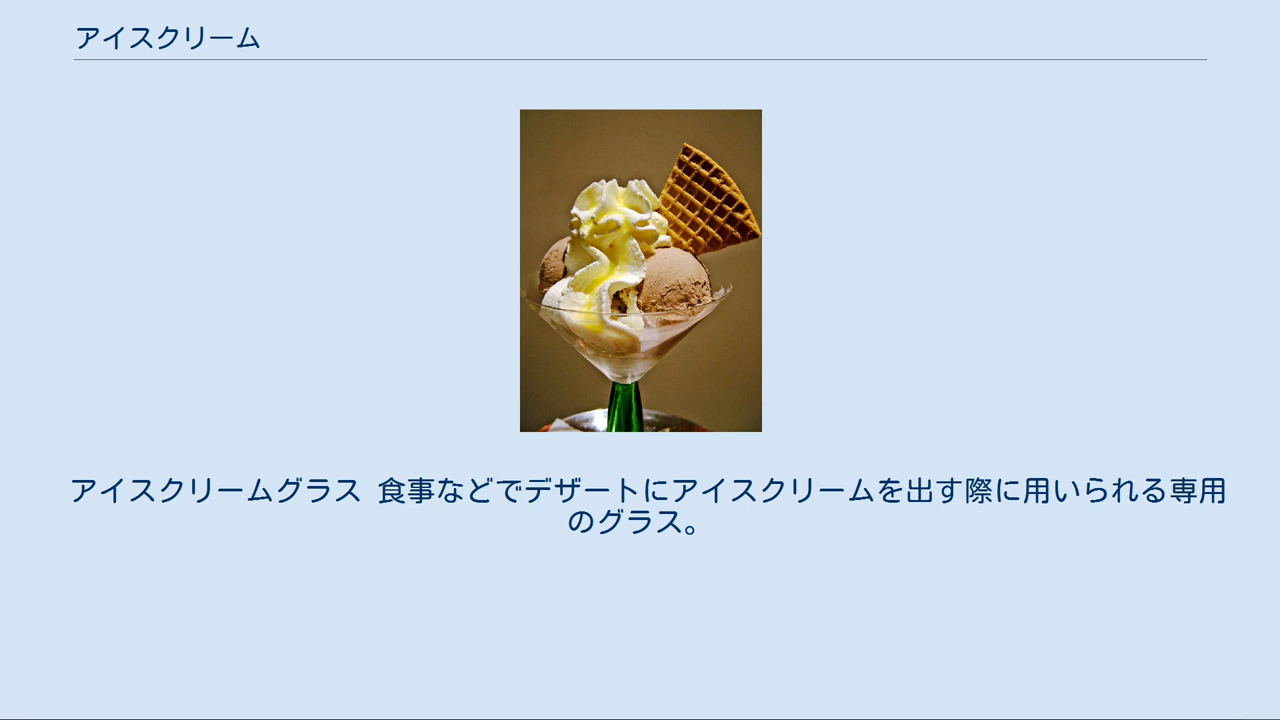 アイスクリーム
アイスクリームグラス 食事などでデザートにアイスクリームを出す際に用いられる専用
のグラス。